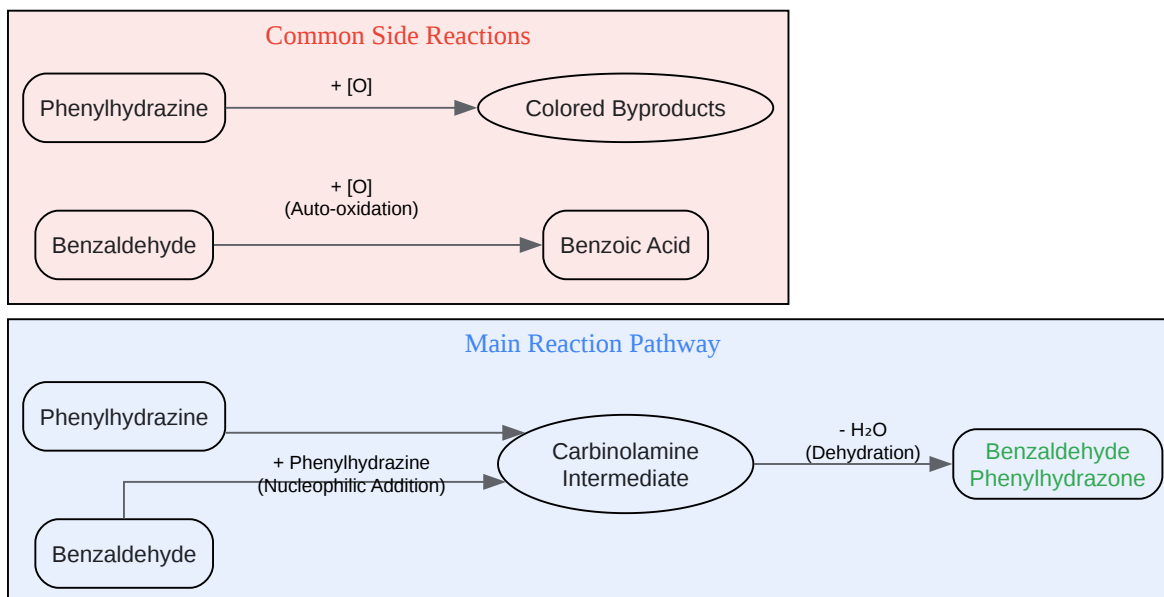 Common Side Reactions
Phenylhydrazine
+ [O]
Colored Byproducts
Benzaldehyde
+ [O]
(Auto-oxidation)
Benzoic Acid
Main Reaction Pathway
Phenylhydrazine
Benzaldehyde
+ Phenylhydrazine
(Nucleophilic Addition)
Carbinolamine
Intermediate
- H₂O
(Dehydration)
Benzaldehyde
Phenylhydrazone